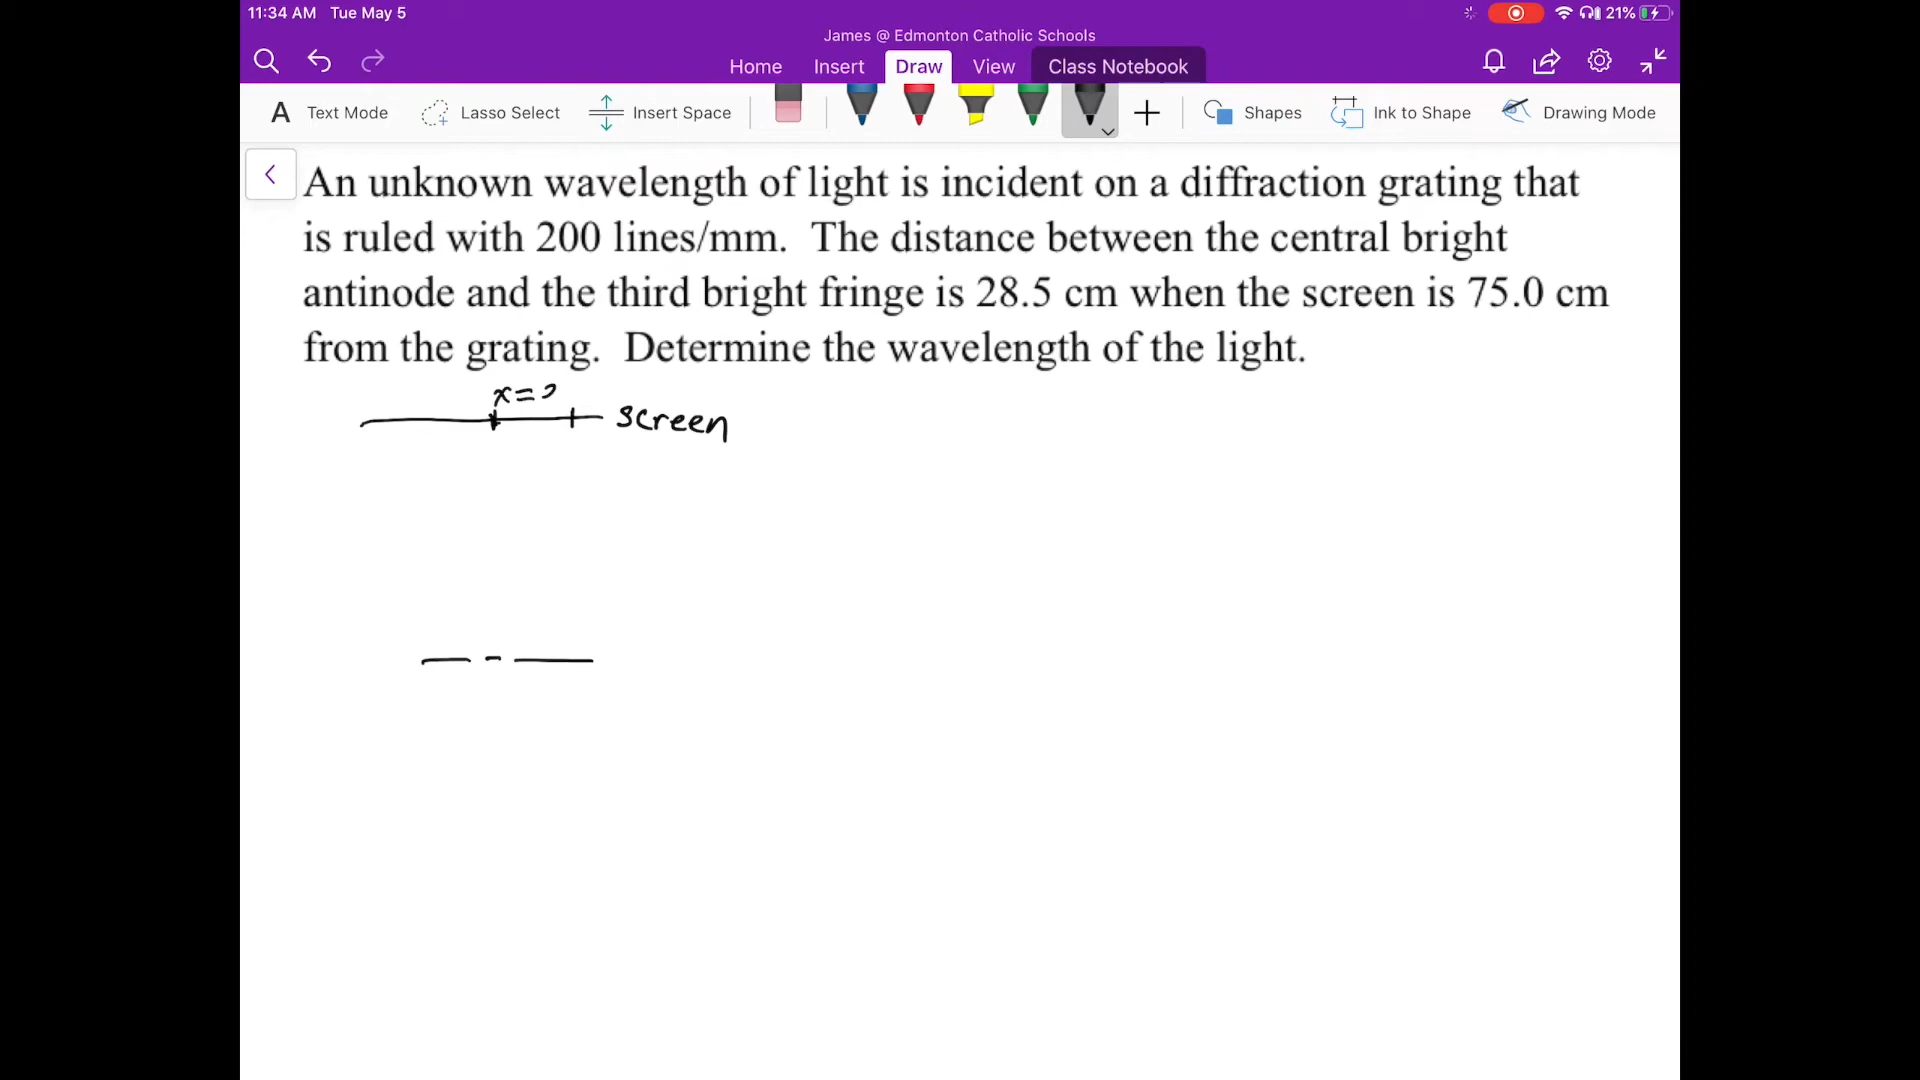 11:34 AM Tue May 5 21%
James @ Edmonton Catholic Schools
Home Insert Draw View Class Notebook
A Text Mode Lasso Select Insert Space Shapes Ink to Shape Drawing Mode
An unknown wavelength of light is incident on a diffraction grating that
is ruled with 200 lines/mm. The distance between the central bright
antinode and the third bright fringe is 28.5 cm when the screen is 75.0 cm
from the grating. Determine the wavelength of the light.
x=
screen